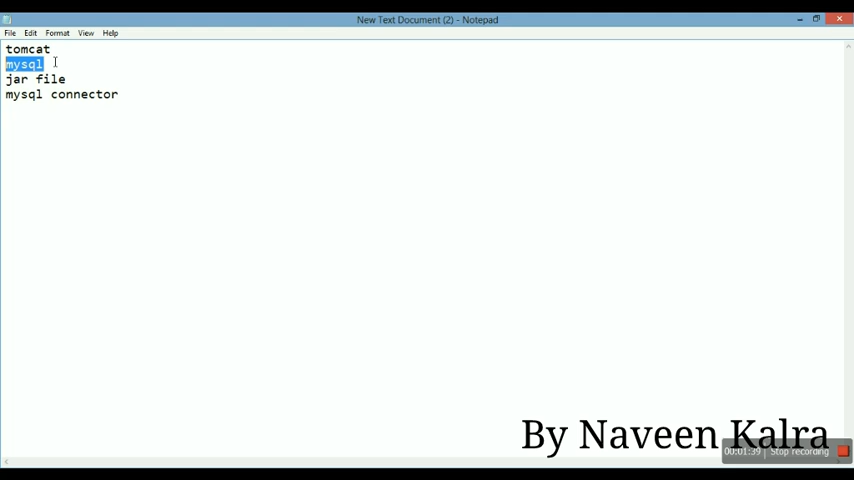 New Text Document (2) - Notepad
File Edit Format View Help
tomcat
mysql
jar file
mysql connector
By Naveen Kalra
00:01:39 | Stop recording